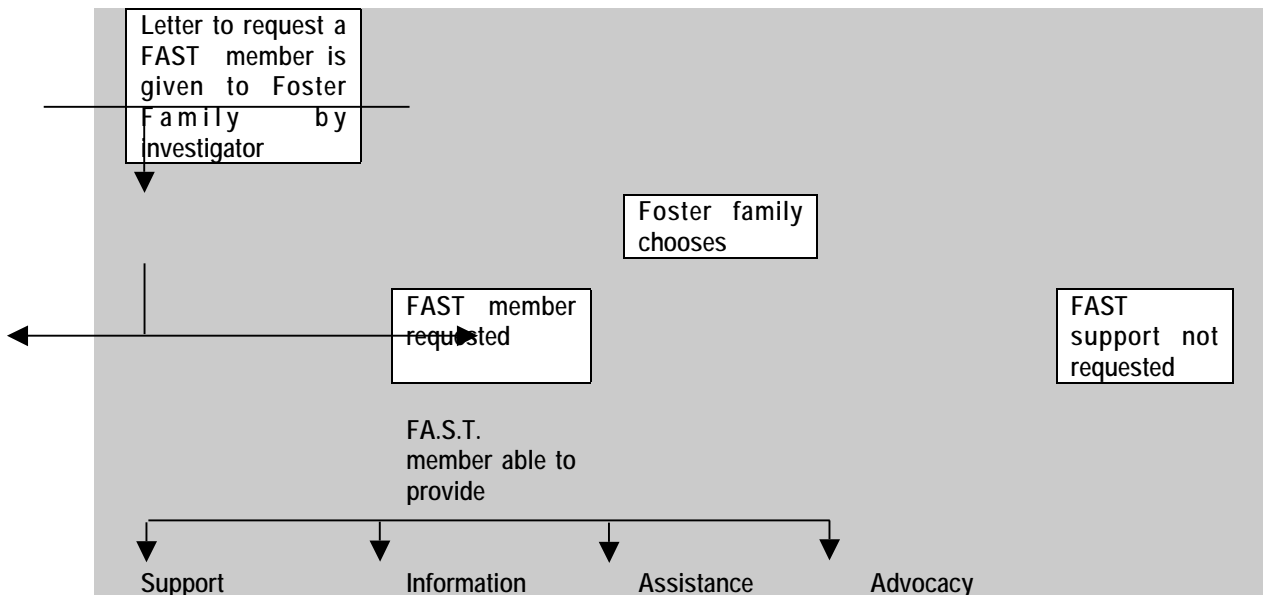 Letter to request a
FAST member is
given to Foster
Family by
investigator
Foster family
chooses
FAST member
requested
FAST
support not
requested
FA.S.T.
member able to
provide
Support
Information
Assistance
Advocacy